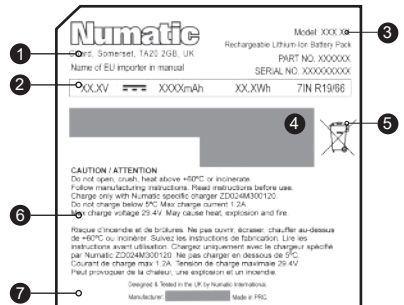 Numatic
Model: XXX X
3
Rechargeable Lithium-Ion Battery Pack
1
Chard, Somerset, TA20 2GB, UK
PART NO. XXXXXX
Name of EU importer in manual
SERIAL NO. XXXXXXXXX
2
XX.XV XXXXmAh XX.XWh 7IN R19/66
4
5
CAUTION / ATTENTION
Do not open, crush, heat above +60°C or incinerate.
Follow manufacturing instructions. Read instructions before use.
Charge only with Numatic specific charger ZD024M300120.
Do not charge below 5°C Max charge current 1.2A.
6
Max charge voltage 29.4V. May cause heat, explosion and fire.
Risque d'incendie et de brûlures. Ne pas ouvrir, écraser, chauffer au-dessus
de +60°C ou incinérer. Suivez les instructions de fabrication. Lire les
instructions avant utilisation. Chargez uniquement avec le chargeur spécifié
par Numatic ZD024M300120. Ne pas charger en dessous de 5°C.
Courant de charge max 1.2A. Tension de charge maximale 29.4V.
Peut provoquer de la chaleur, une explosion et un incendie.
7
Designed & Tested in the UK by Numatic International.
Manufacturer: Made in PRC